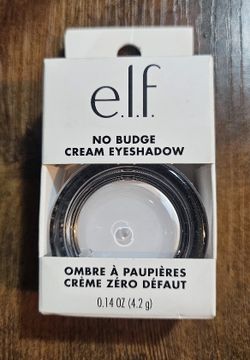 e.l.f.
NO BUDGE
CREAM EYESHADOW
OMBRE À PAUPIÈRES
CRÈME ZÉRO DÉFAUT
0.14 OZ (4.2 g)